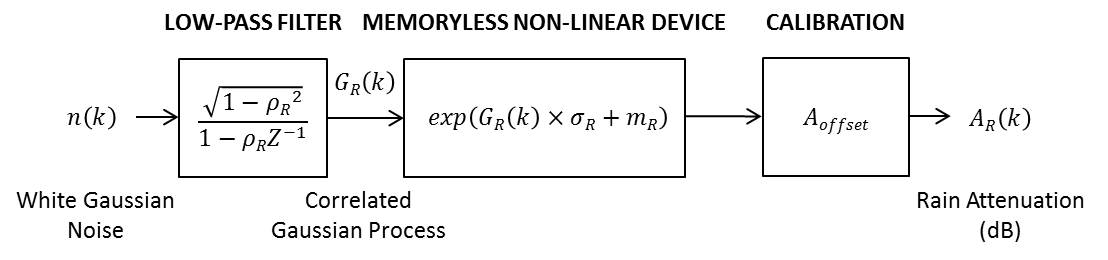 LOW-PASS FILTER
MEMORYLESS NON-LINEAR DEVICE
CALIBRATION
n(k)
√(1 − ρ_R²)
1 − ρ_R Z⁻¹
G_R(k)
exp(G_R(k) × σ_R + m_R)
A_offset
A_R(k)
White Gaussian
Noise
Correlated
Gaussian Process
Rain Attenuation
(dB)